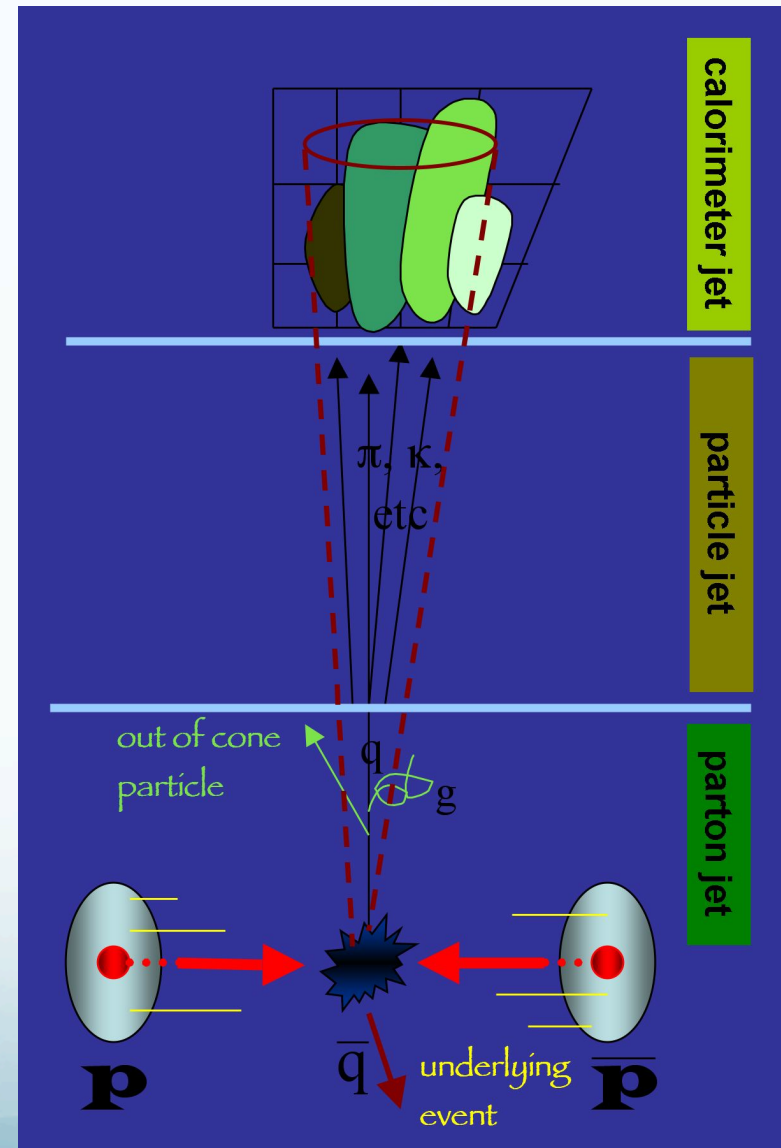 calorimeter jet
π, κ,
etc
particle jet
out of cone
particle
q
g
parton jet
p
q̅
underlying
event
p̅